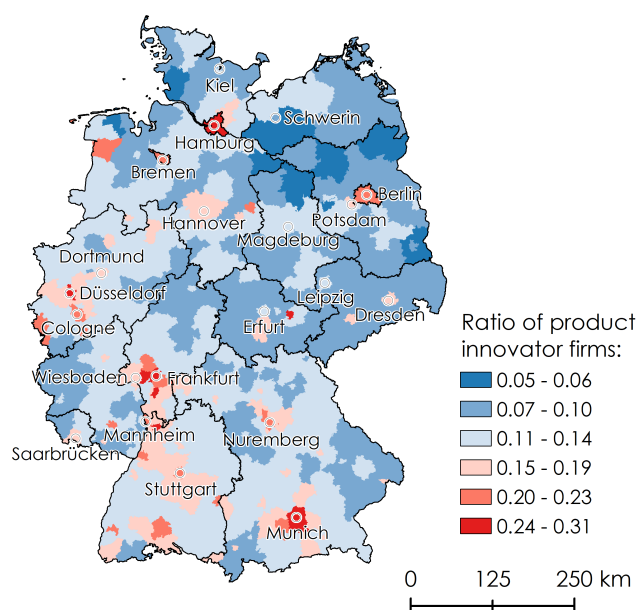 Kiel
Schwerin
Hamburg
Bremen
Berlin
Hannover
Potsdam
Magdeburg
Dortmund
Düsseldorf
Leipzig
Cologne
Erfurt
Dresden
Wiesbaden
Frankfurt
Mannheim
Nuremberg
Saarbrücken
Stuttgart
Munich
Ratio of product
innovator firms:
0.05 - 0.06
0.07 - 0.10
0.11 - 0.14
0.15 - 0.19
0.20 - 0.23
0.24 - 0.31
0 125 250 km